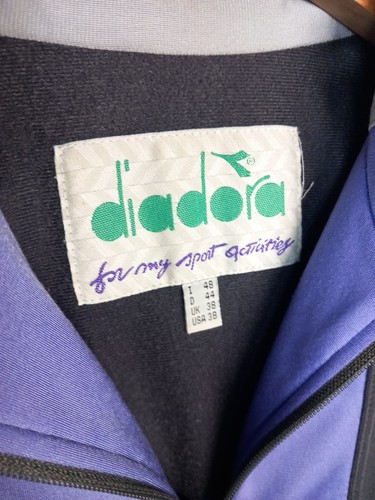 diadora ®
for my sport activities
I 48
D 44
UK 38
USA 38